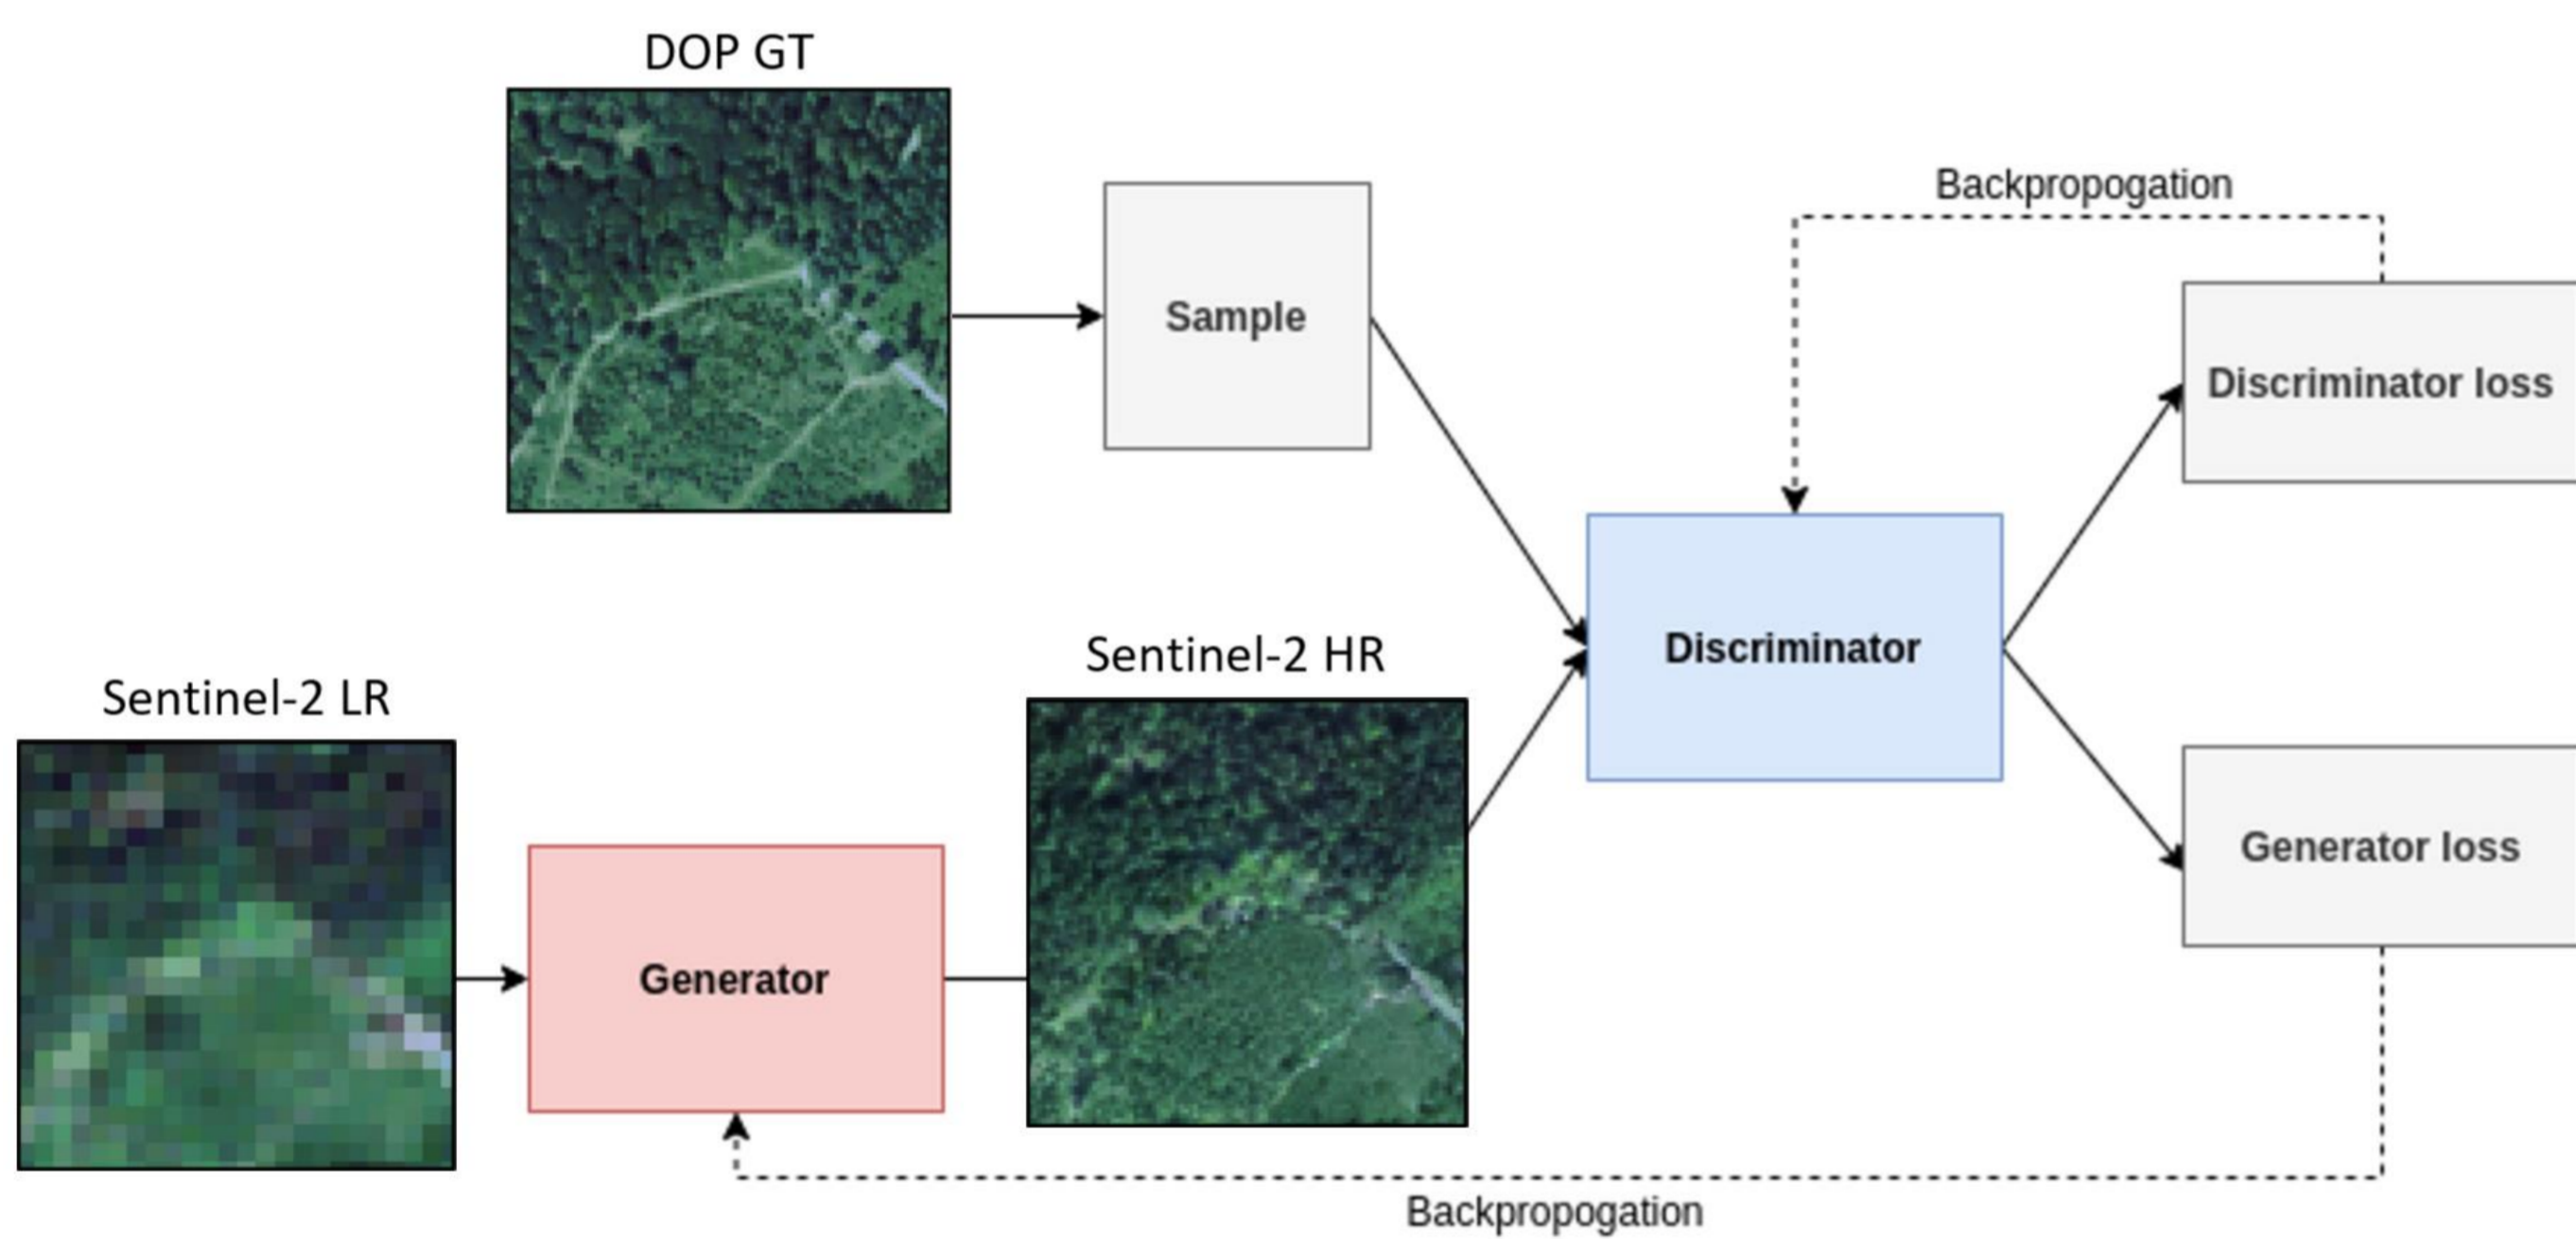 DOP GT
Backpropogation
Sample
Discriminator loss
Sentinel-2 HR
Discriminator
Sentinel-2 LR
Generator loss
Generator
Backpropogation